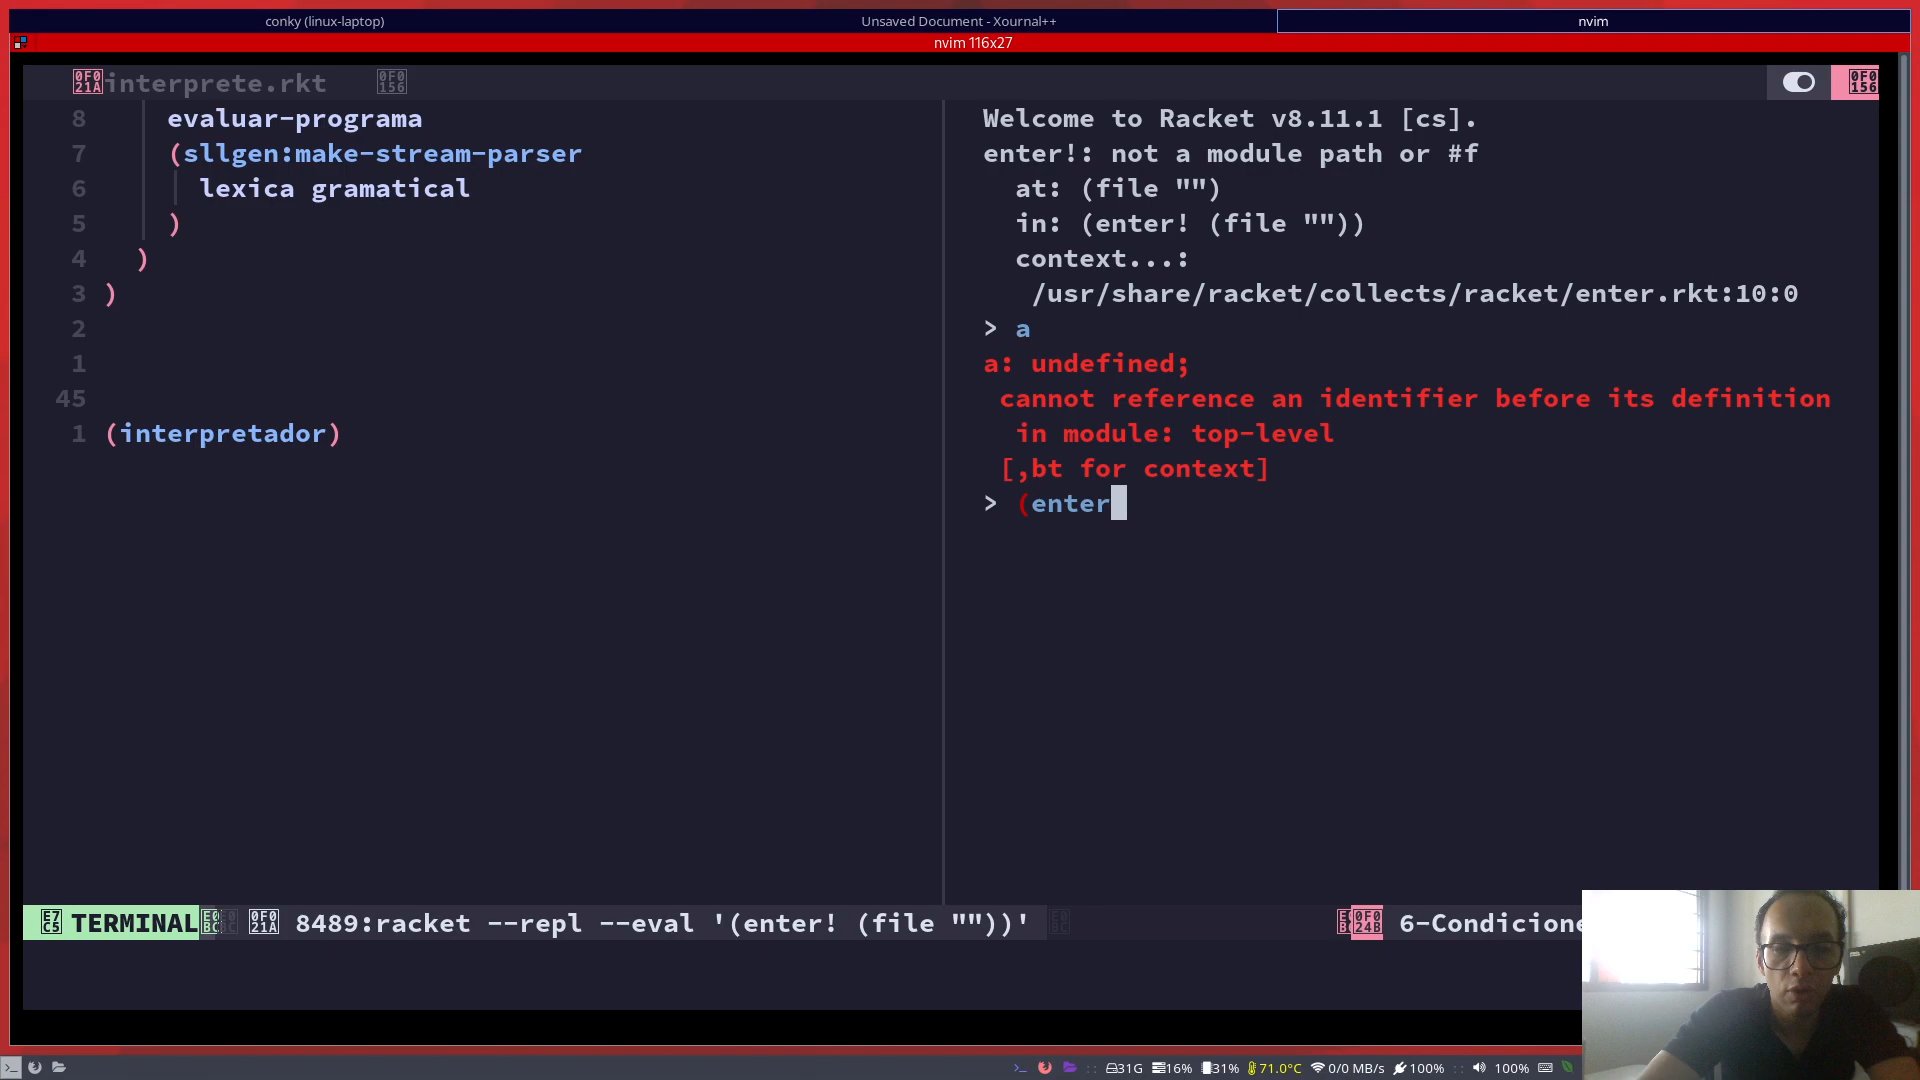 conky (linux-laptop)
Unsaved Document - Xournal++
nvim
nvim 116x27
interprete.rkt
8 evaluar-programa
7 (sllgen:make-stream-parser
6 lexica gramatical
5 )
4 )
3 )
2
1
45
1 (interpretador)
Welcome to Racket v8.11.1 [cs].
enter!: not a module path or #f
at: (file "")
in: (enter! (file ""))
context...:
/usr/share/racket/collects/racket/enter.rkt:10:0
> a
a: undefined;
cannot reference an identifier before its definition
in module: top-level
[,bt for context]
> (enter
TERMINAL 8489:racket --repl --eval '(enter! (file ""))' 6-Condicione
31G 16% 31% 71.0°C 0/0 MB/s 100% :: 100%